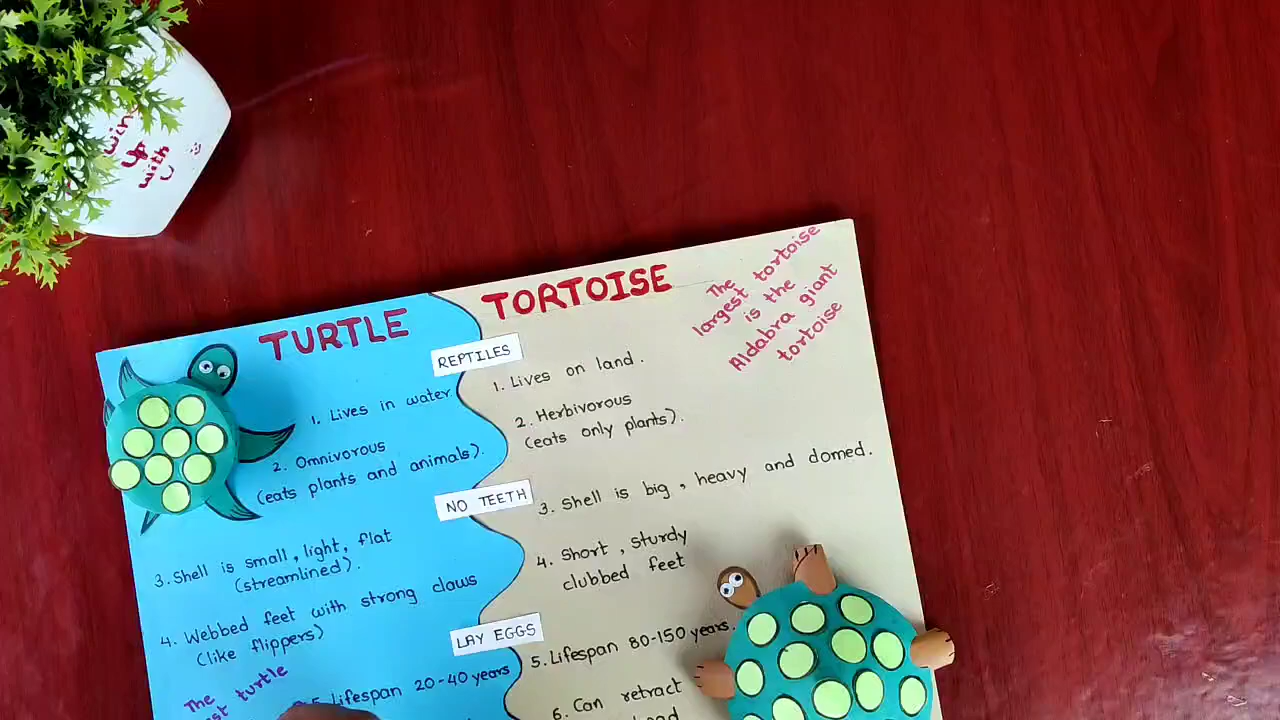 up
with
TURTLE
TORTOISE
The
largest tortoise
is the
Aldabra giant
tortoise
REPTILES
1. Lives in water
2. Omnivorous
(eats plants and animals).
3. Shell is small, light, flat
(streamlined).
4. Webbed feet with strong claws
(like flippers)
5. Lifespan 20-40 years
The
turtle
NO TEETH
LAY EGGS
1. Lives on land.
2. Herbivorous
(eats only plants).
3. Shell is big, heavy and domed.
4. Short, sturdy
clubbed feet
5. Lifespan 80-150 years.
6. Can retract